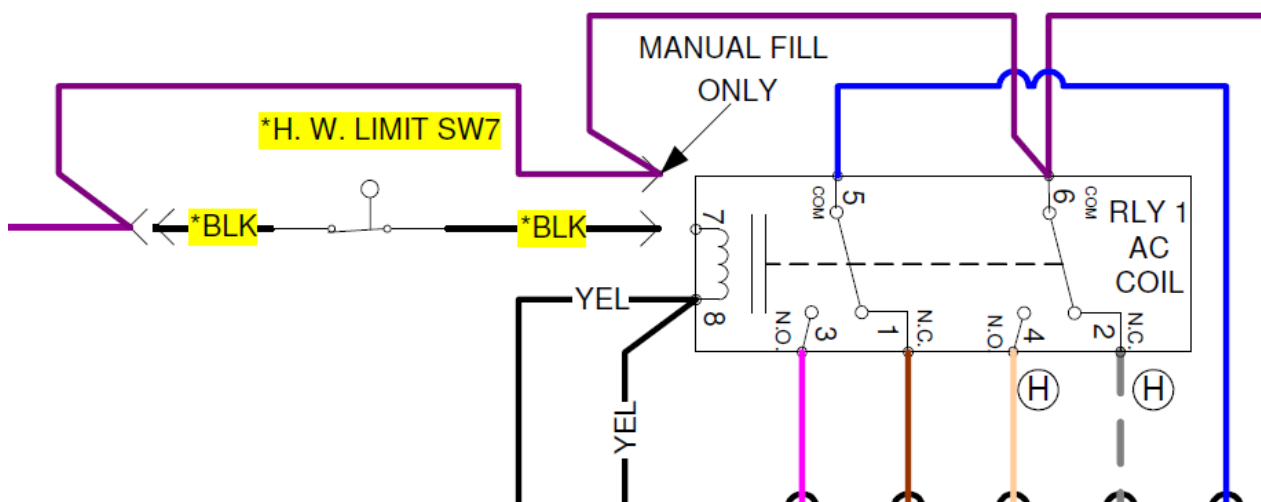 MANUAL FILL
ONLY
*H. W. LIMIT SW7
*BLK
*BLK
7
8
YEL
YEL
COM
5
COM
6
RLY 1
AC
COIL
N.O.
3
1
N.C.
N.O.
4
2
N.C.
H
H